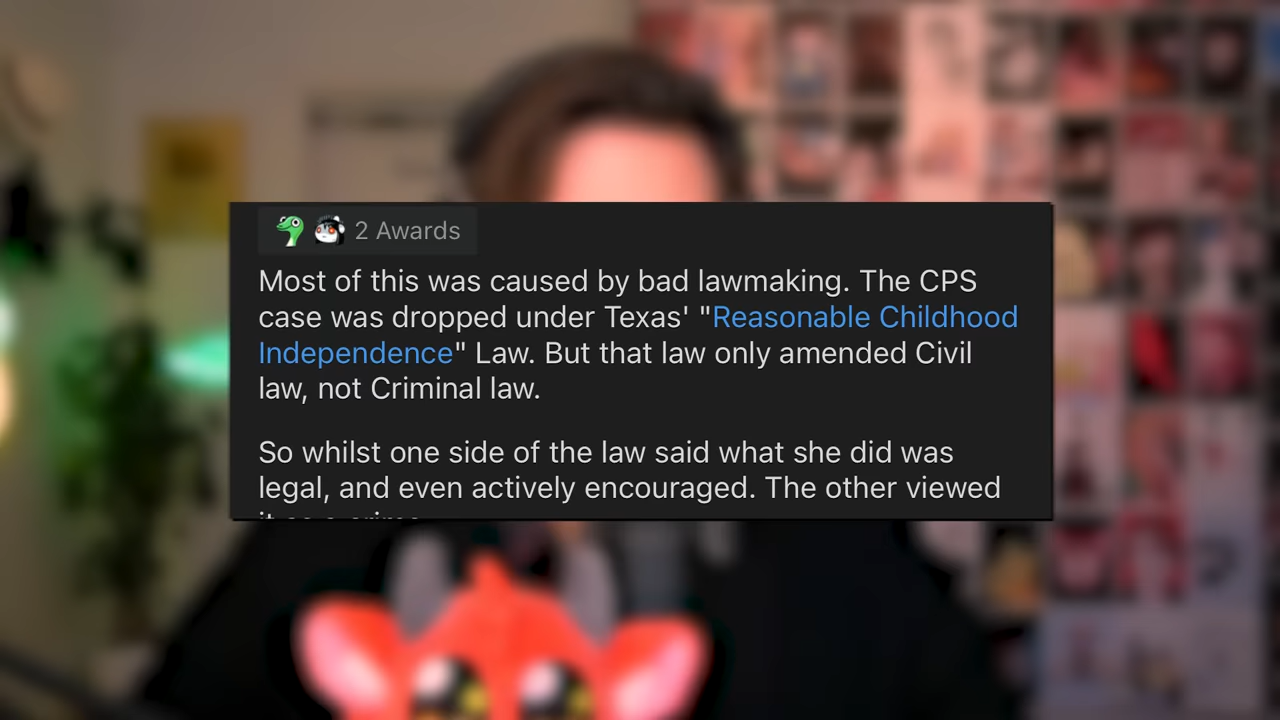 2 Awards
Most of this was caused by bad lawmaking. The CPS
case was dropped under Texas' "Reasonable Childhood
Independence" Law. But that law only amended Civil
law, not Criminal law.
So whilst one side of the law said what she did was
legal, and even actively encouraged. The other viewed